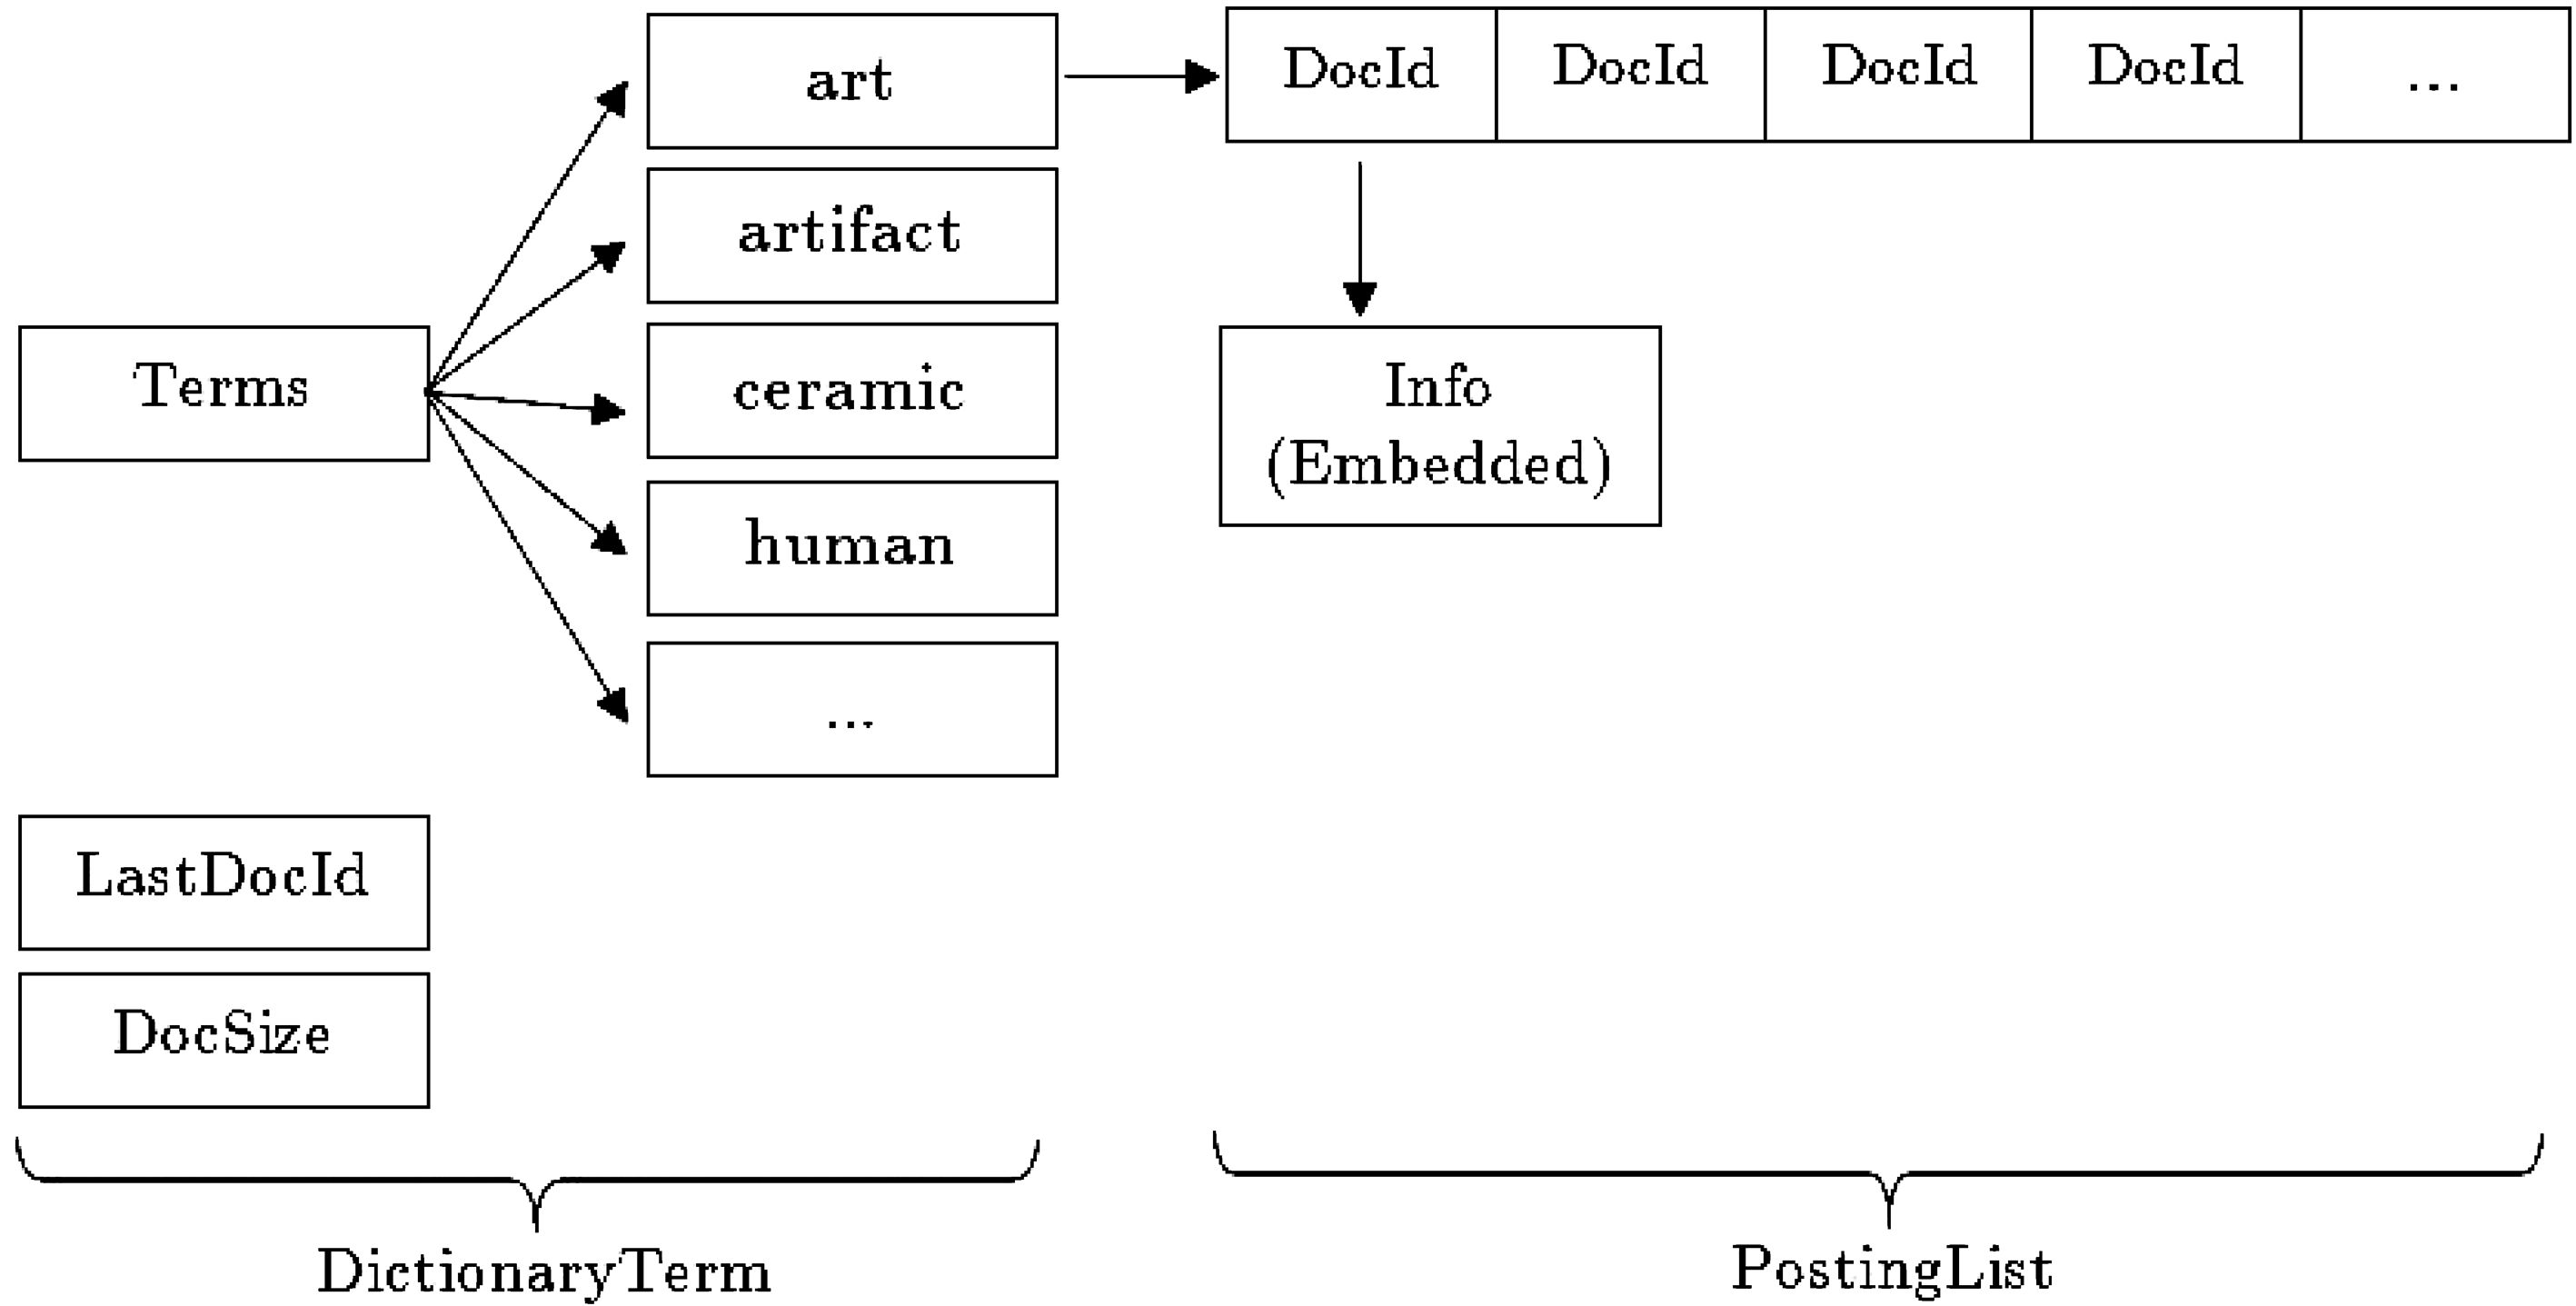 art
DocId DocId DocId DocId ...
artifact
Terms
ceramic
Info
(Embedded)
human
...
LastDocId
DocSize
DictionaryTerm
PostingList